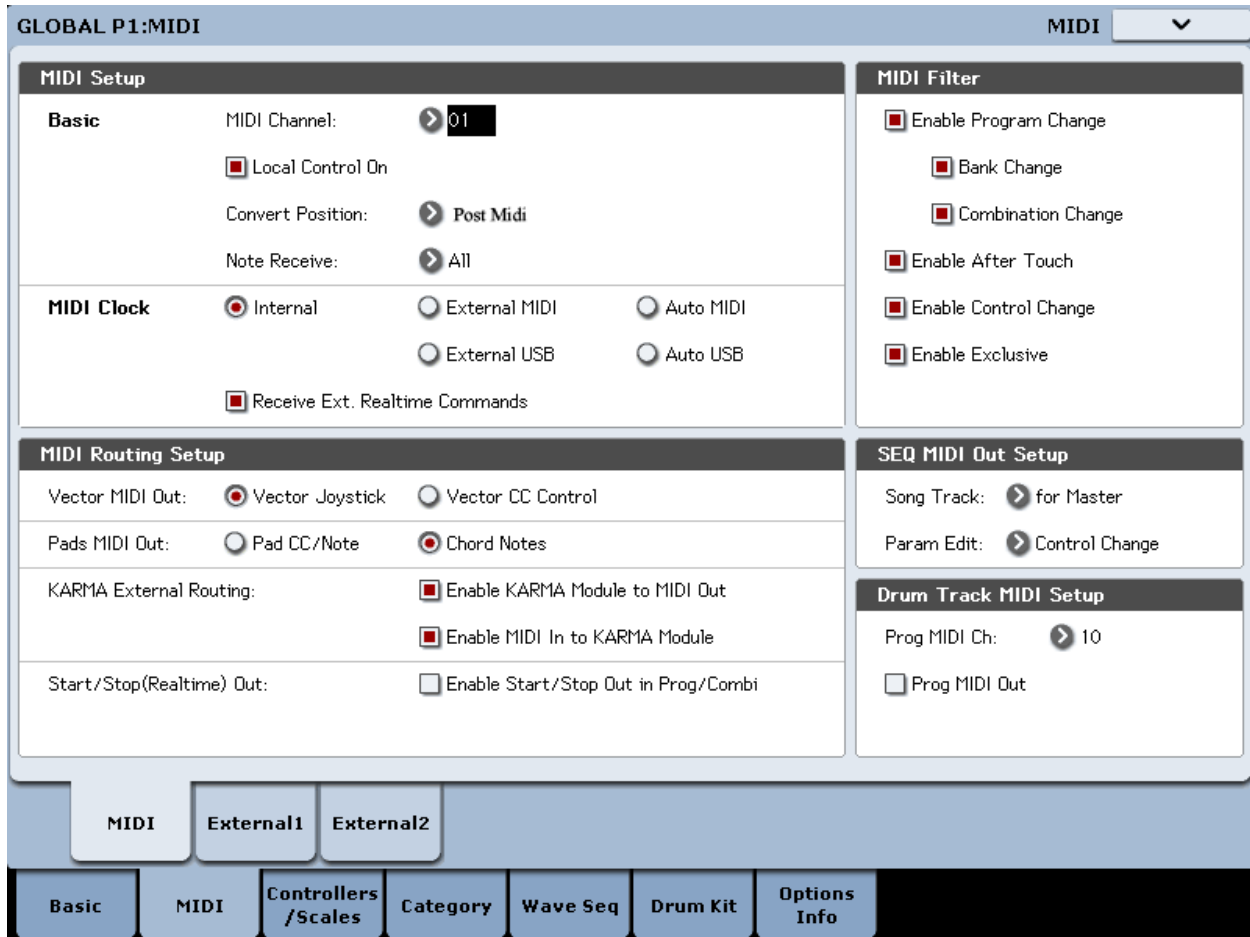 GLOBAL P1:MIDI
MIDI
MIDI Setup
Basic
MIDI Channel: 01
Local Control On
Convert Position: Post Midi
Note Receive: All
MIDI Clock
Internal External MIDI Auto MIDI
External USB Auto USB
Receive Ext. Realtime Commands
MIDI Filter
Enable Program Change
Bank Change
Combination Change
Enable After Touch
Enable Control Change
Enable Exclusive
MIDI Routing Setup
Vector MIDI Out: Vector Joystick Vector CC Control
Pads MIDI Out: Pad CC/Note Chord Notes
KARMA External Routing: Enable KARMA Module to MIDI Out
Enable MIDI In to KARMA Module
Start/Stop(Realtime) Out: Enable Start/Stop Out in Prog/Combi
SEQ MIDI Out Setup
Song Track: for Master
Param Edit: Control Change
Drum Track MIDI Setup
Prog MIDI Ch: 10
Prog MIDI Out
MIDI External1 External2
Basic MIDI Controllers /Scales Category Wave Seq Drum Kit Options Info